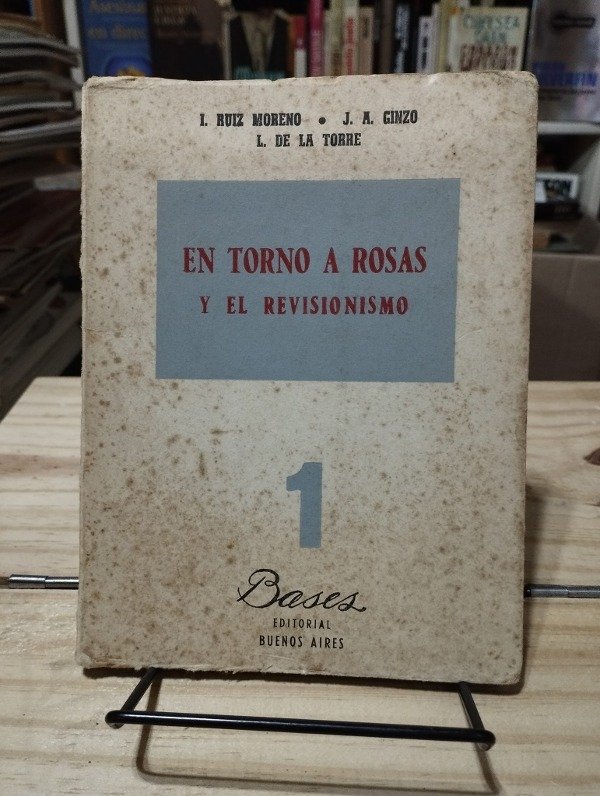 I. RUIZ MORENO • J. A. GINZO
L. DE LA TORRE
EN TORNO A ROSAS
Y EL REVISIONISMO
1
Bases
EDITORIAL
BUENOS AIRES